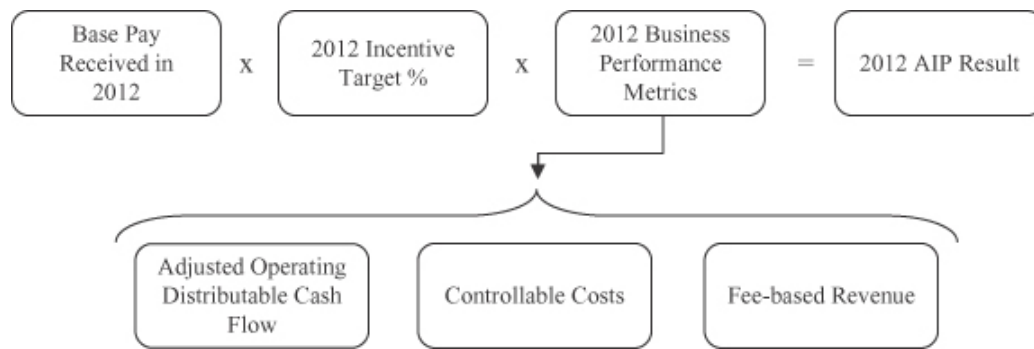 Base Pay
Received in
2012
x
2012 Incentive
Target %
x
2012 Business
Performance
Metrics
=
2012 AIP Result
Adjusted Operating
Distributable Cash
Flow
Controllable Costs
Fee-based Revenue